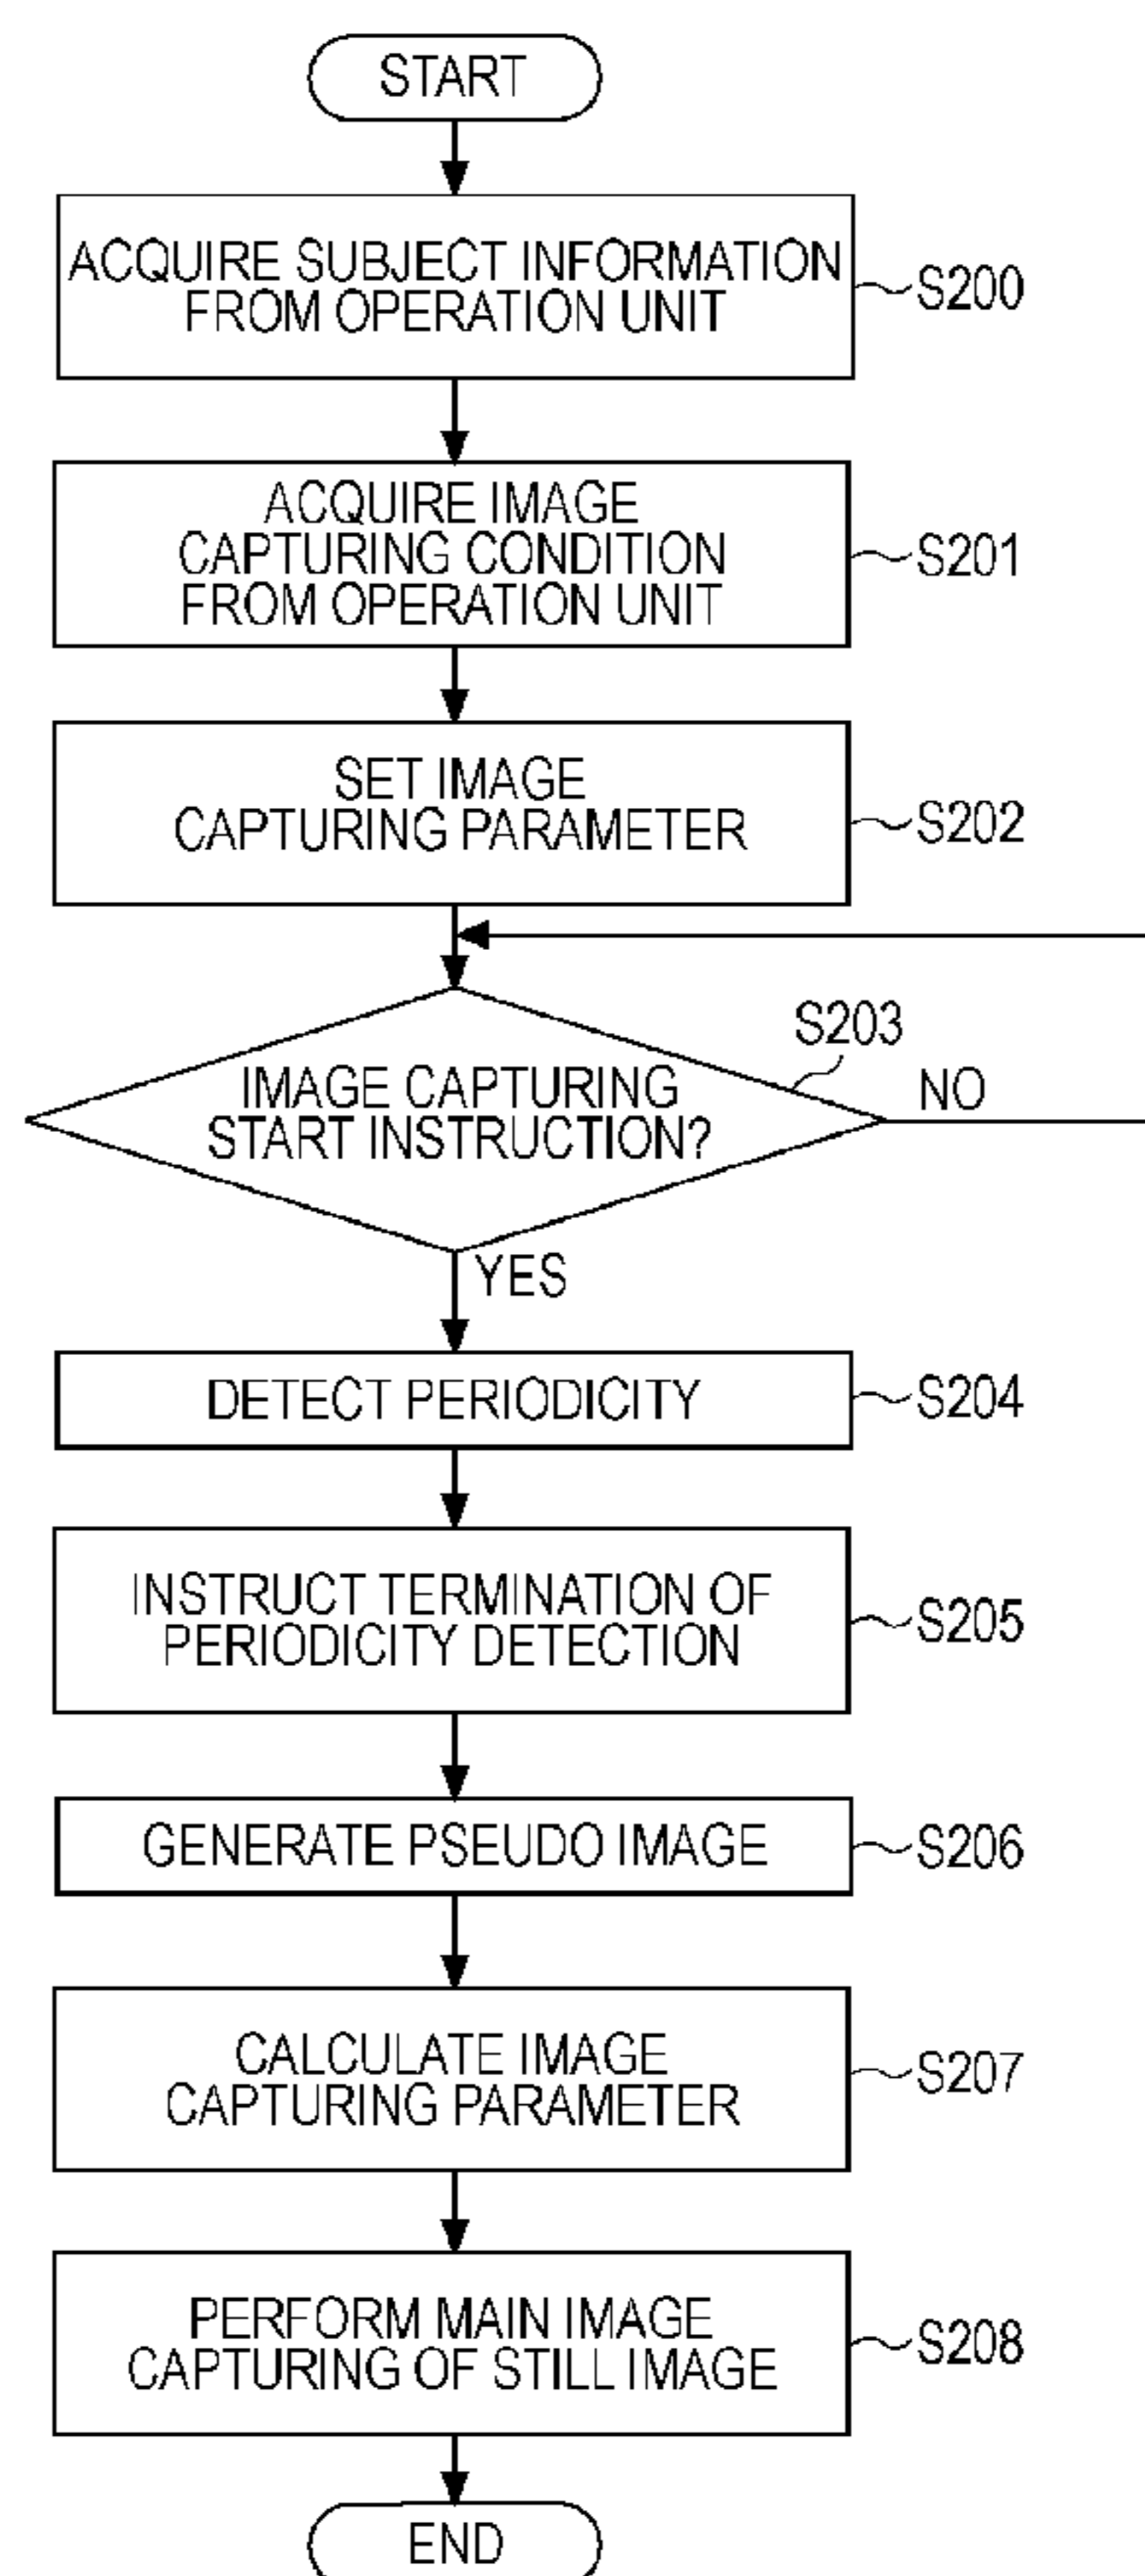 START
ACQUIRE SUBJECT INFORMATION
FROM OPERATION UNIT
S200
ACQUIRE IMAGE
CAPTURING CONDITION
FROM OPERATION UNIT
S201
SET IMAGE
CAPTURING PARAMETER
S202
S203
IMAGE CAPTURING
START INSTRUCTION?
NO
YES
DETECT PERIODICITY
S204
INSTRUCT TERMINATION OF
PERIODICITY DETECTION
S205
GENERATE PSEUDO IMAGE
S206
CALCULATE IMAGE
CAPTURING PARAMETER
S207
PERFORM MAIN IMAGE
CAPTURING OF STILL IMAGE
S208
END